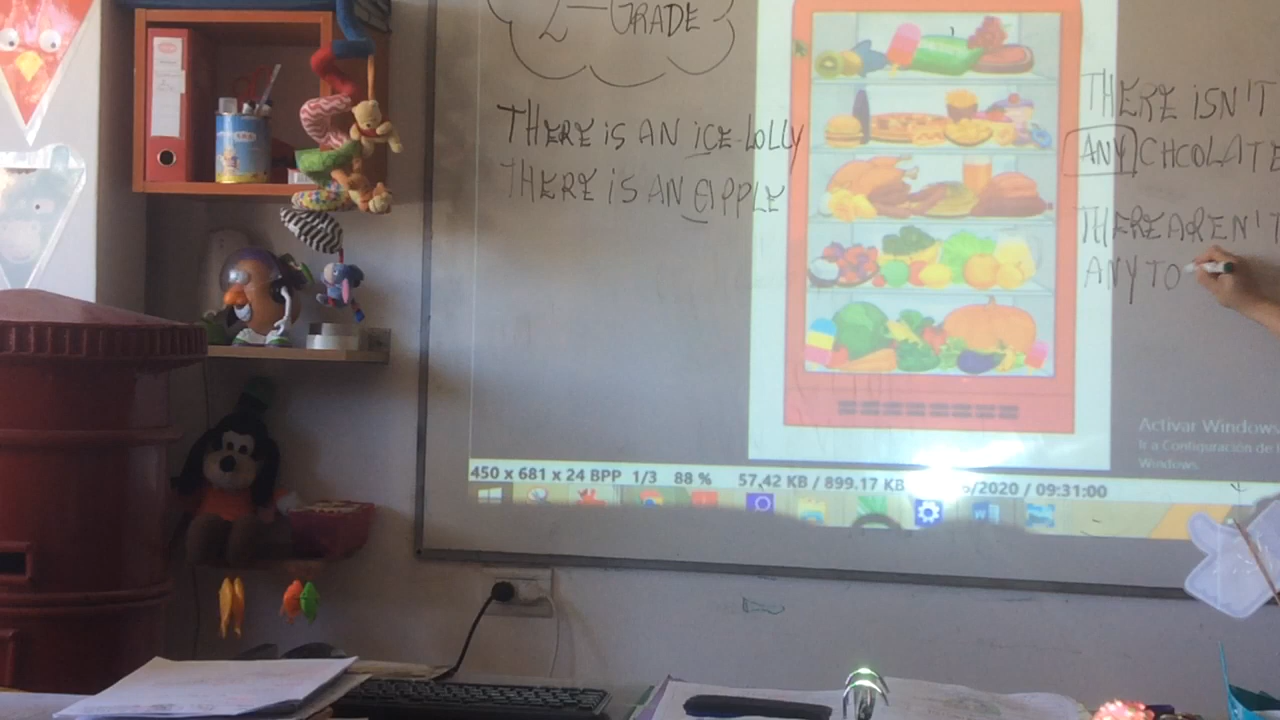 2 GRADE
THERE IS AN ICE-LOLLY
THERE IS AN APPLE
THERE ISN'T
ANY CHCOLATE
THERE AREN'T
ANY TO
Activar Windows
Ir a Configuración de
Windows
450 x 681 x 24 BPP 1/3 88 % 57,42 KB / 899.17 KB /2020 / 09:31:00